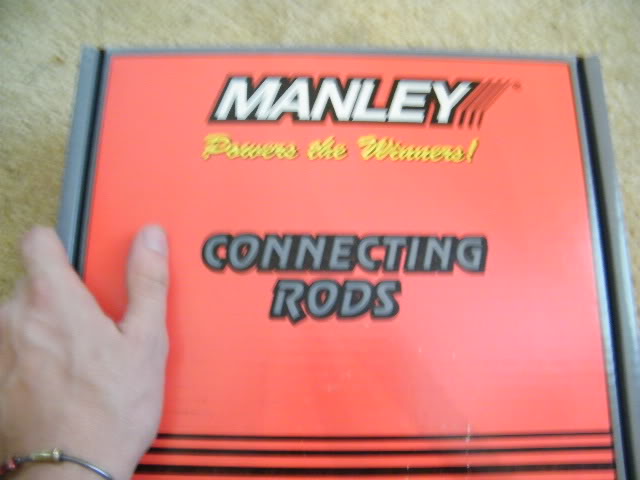 MANLEY
Powers the Winners!
CONNECTING
RODS